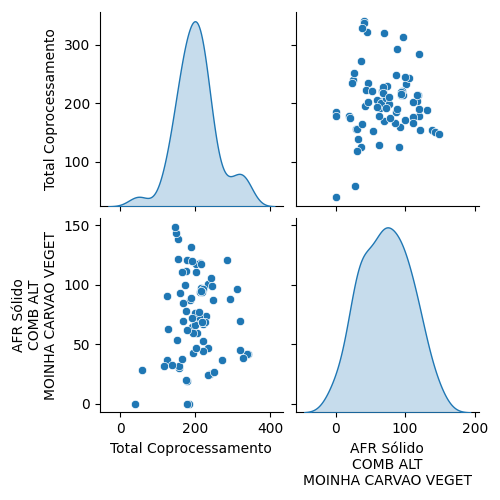 Total Coprocessamento
300
200
100
AFR Sólido
COMB ALT
MOINHA CARVAO VEGET
150
100
50
0
0
200
400
Total Coprocessamento
0
100
200
AFR Sólido
COMB ALT
MOINHA CARVAO VEGET